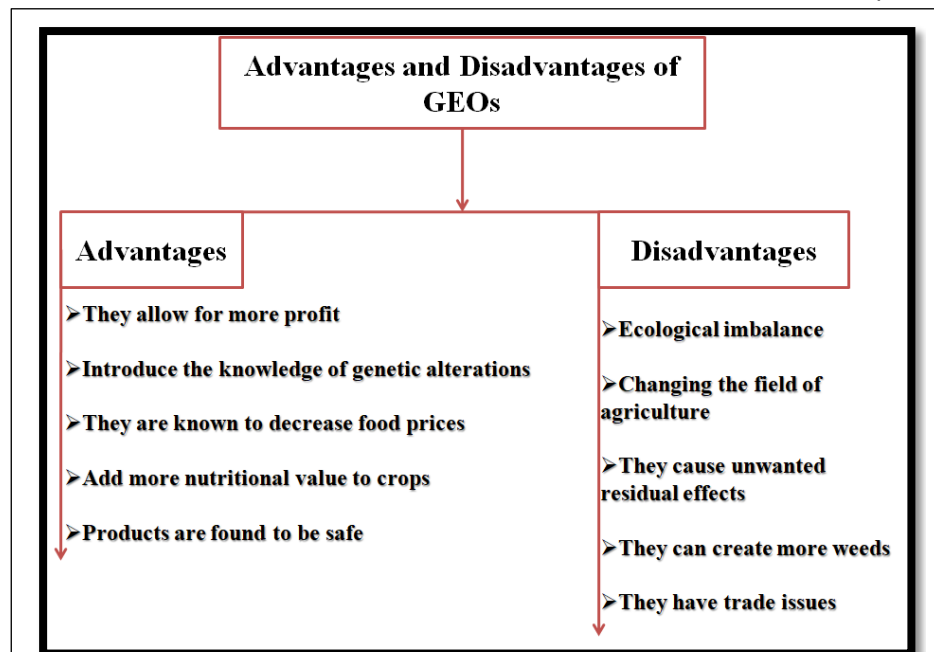 Advantages and Disadvantages of
GEOs
Advantages
➢They allow for more profit
➢Introduce the knowledge of genetic alterations
➢They are known to decrease food prices
➢Add more nutritional value to crops
➢Products are found to be safe
Disadvantages
➢Ecological imbalance
➢Changing the field of
agriculture
➢They cause unwanted
residual effects
➢They can create more weeds
➢They have trade issues